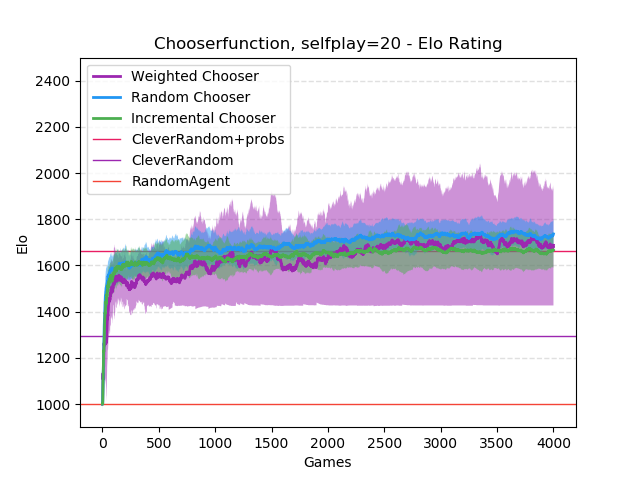 Chooserfunction, selfplay=20 - Elo Rating
Weighted Chooser
Random Chooser
Incremental Chooser
CleverRandom+probs
CleverRandom
RandomAgent
2400
2200
2000
1800
1600
1400
1200
1000
Elo
0 500 1000 1500 2000 2500 3000 3500 4000
Games